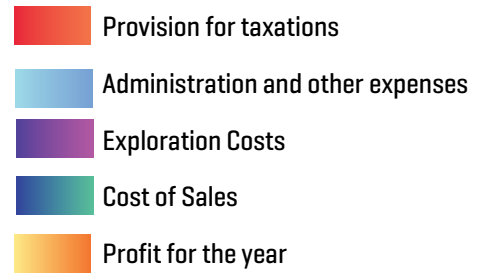 Provision for taxations
Administration and other expenses
Exploration Costs
Cost of Sales
Profit for the year